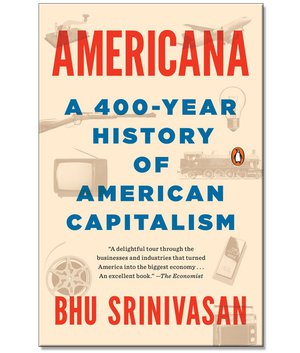 AMERICANA
A 400-YEAR
HISTORY
OF
AMERICAN
CAPITALISM
“A delightful tour through the
businesses and industries that turned
America into the biggest economy . . .
An excellent book.” —The Economist
BHU SRINIVASAN